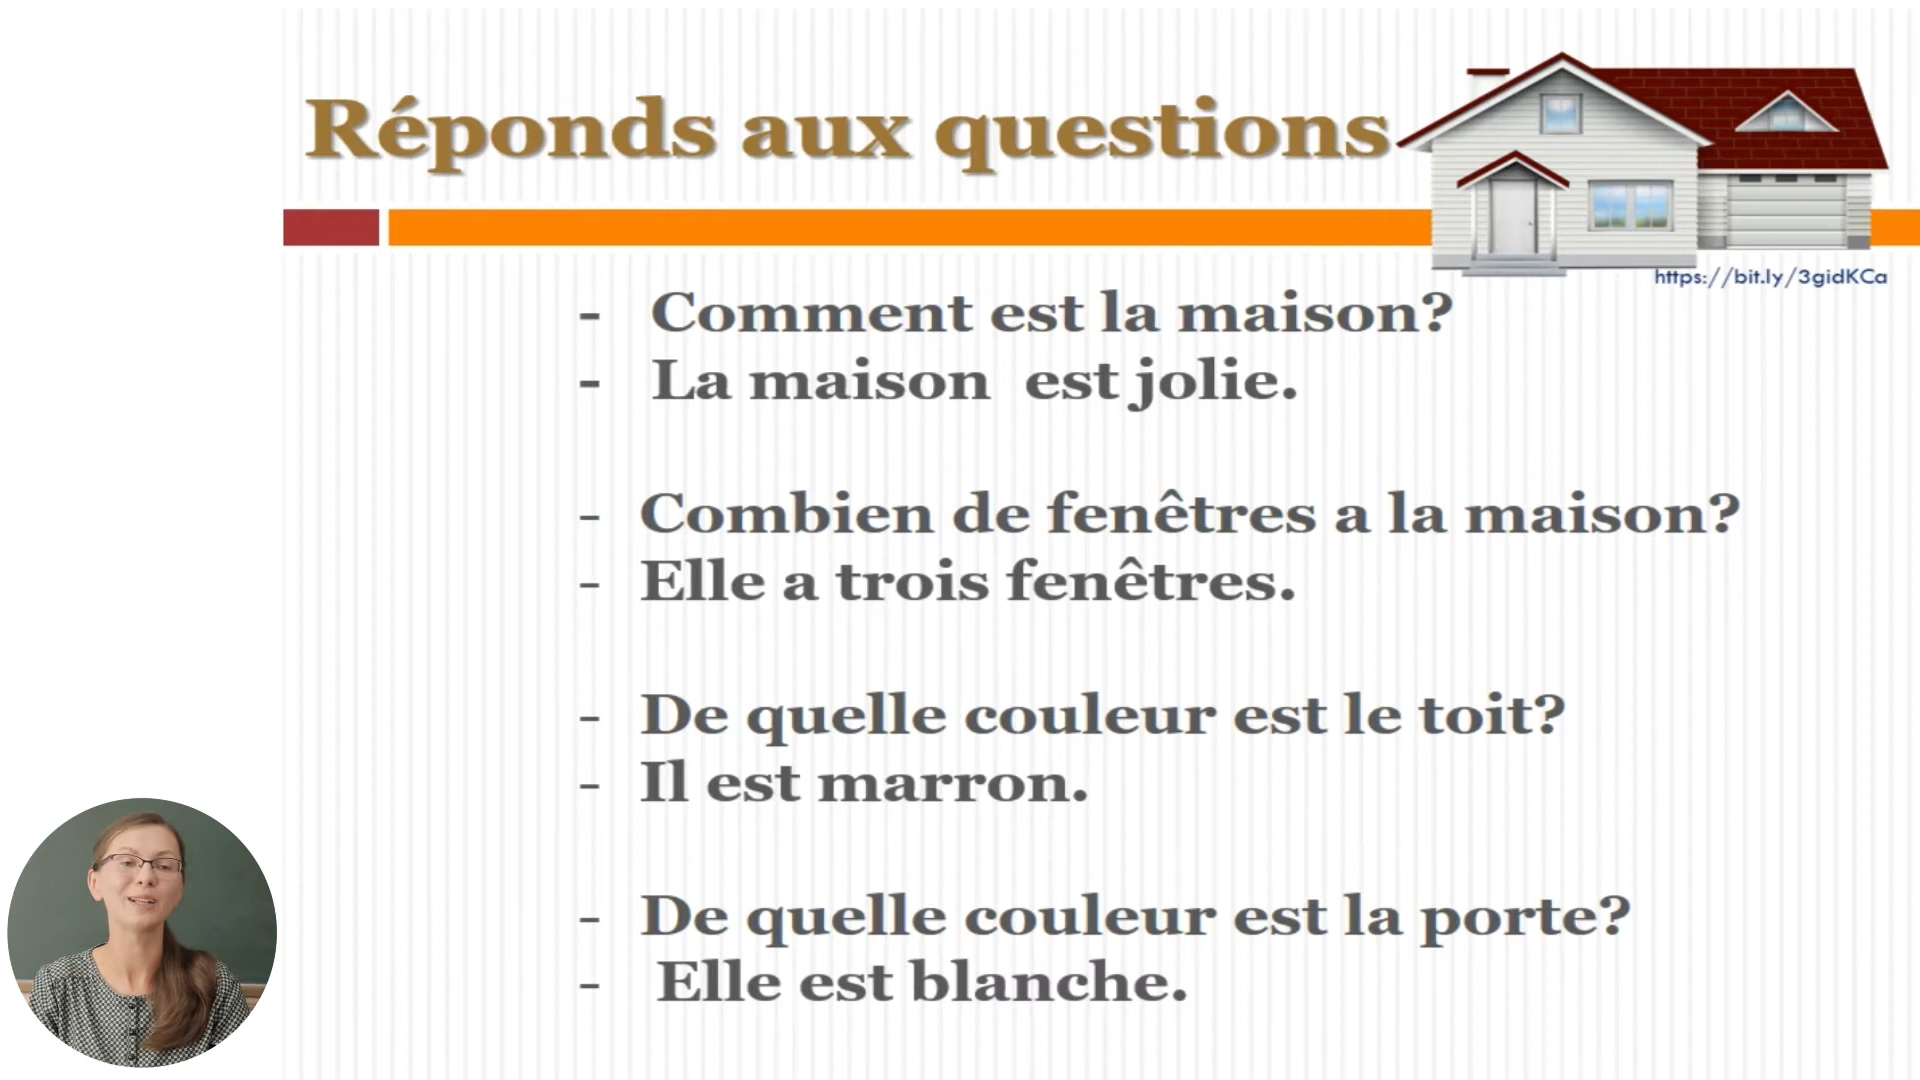 Réponds aux questions
https://bit.ly/3gidKCa
- Comment est la maison?
- La maison est jolie.
- Combien de fenêtres a la maison?
- Elle a trois fenêtres.
- De quelle couleur est le toit?
- Il est marron.
- De quelle couleur est la porte?
- Elle est blanche.